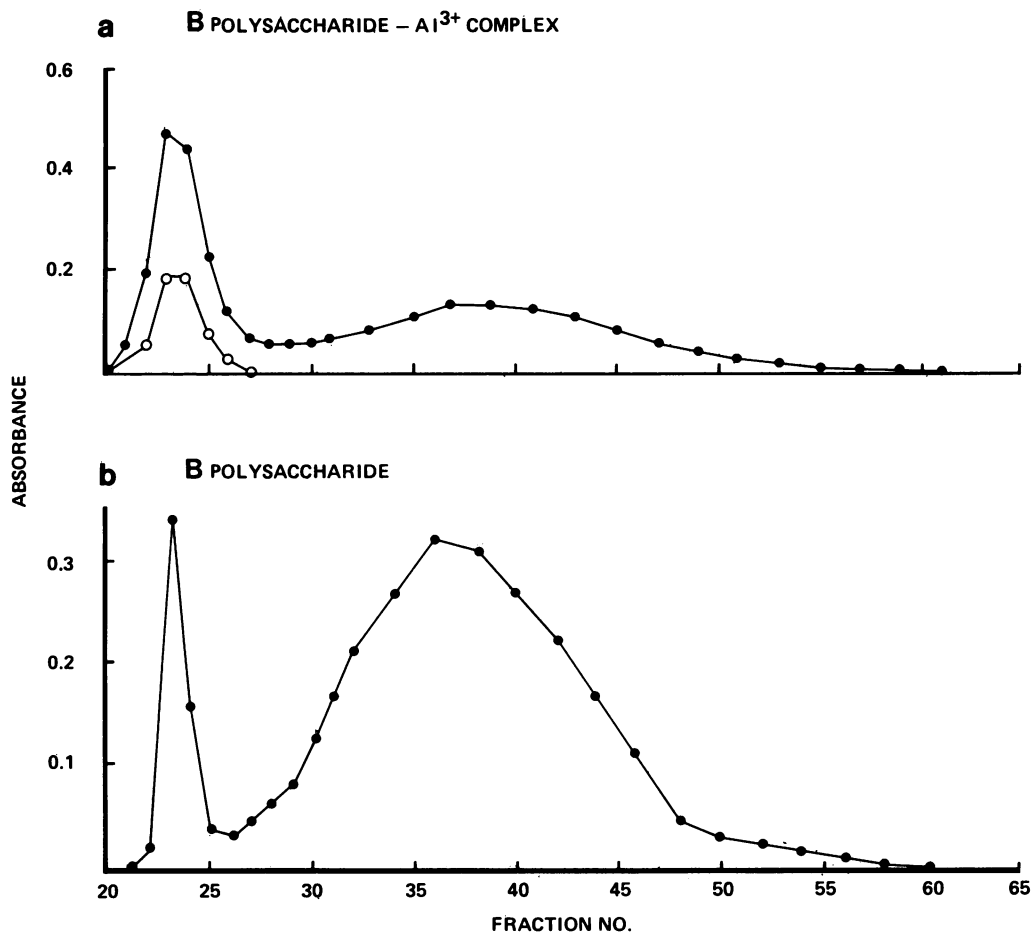 a B POLYSACCHARIDE – Al3+ COMPLEX
0.6
0.4
0.2
ABSORBANCE
b B POLYSACCHARIDE
0.3
0.2
0.1
20 25 30 35 40 45 50 55 60 65
FRACTION NO.